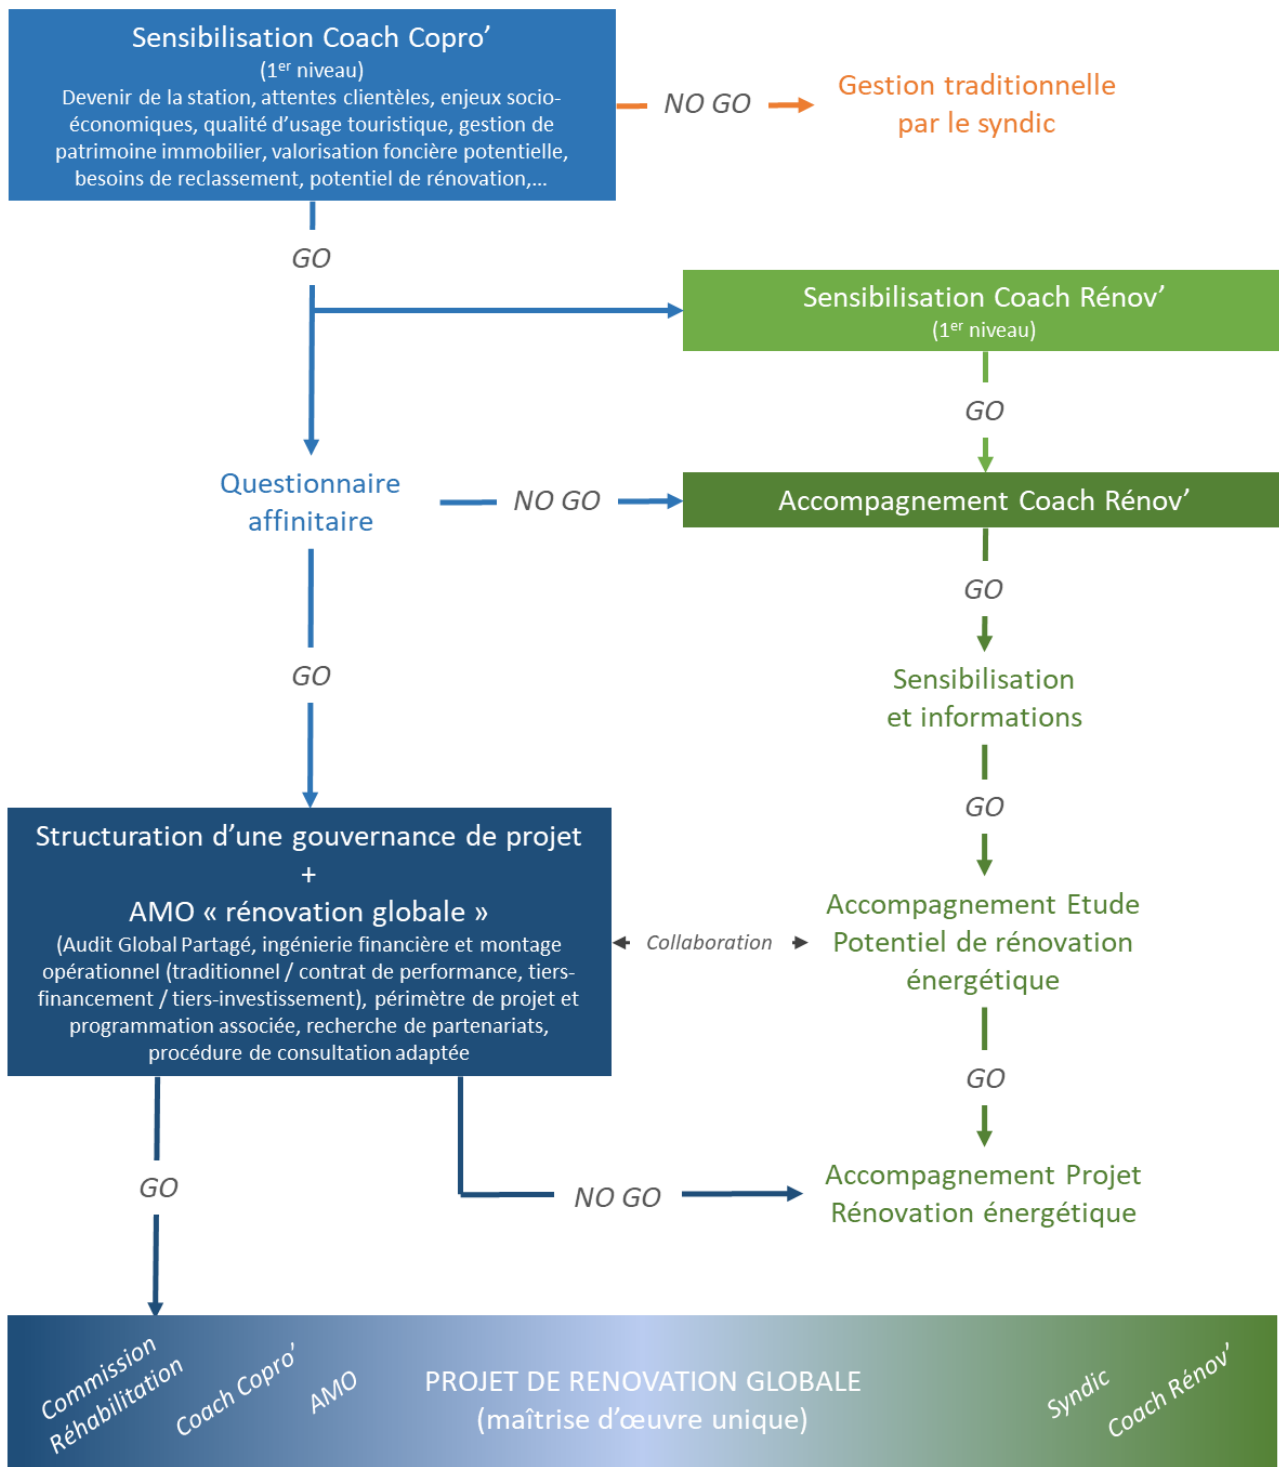 Sensibilisation Coach Copro’
(1er niveau)
Devenir de la station, attentes clientèles, enjeux socio-
économiques, qualité d’usage touristique, gestion de
patrimoine immobilier, valorisation foncière potentielle,
besoins de reclassement, potentiel de rénovation,...
NO GO
Gestion traditionnelle
par le syndic
GO
Sensibilisation Coach Rénov’
(1er niveau)
GO
Questionnaire
affinitaire
NO GO
Accompagnement Coach Rénov’
GO
Sensibilisation
et informations
GO
GO
Structuration d’une gouvernance de projet
+
AMO « rénovation globale »
(Audit Global Partagé, ingénierie financière et montage
opérationnel (traditionnel / contrat de performance, tiers-
financement / tiers-investissement), périmètre de projet et
programmation associée, recherche de partenariats,
procédure de consultation adaptée
Collaboration
Accompagnement Etude
Potentiel de rénovation
énergétique
GO
GO
NO GO
Accompagnement Projet
Rénovation énergétique
Commission
Réhabilitation
Coach Copro’
AMO
PROJET DE RENOVATION GLOBALE
(maîtrise d’œuvre unique)
Syndic
Coach Rénov’